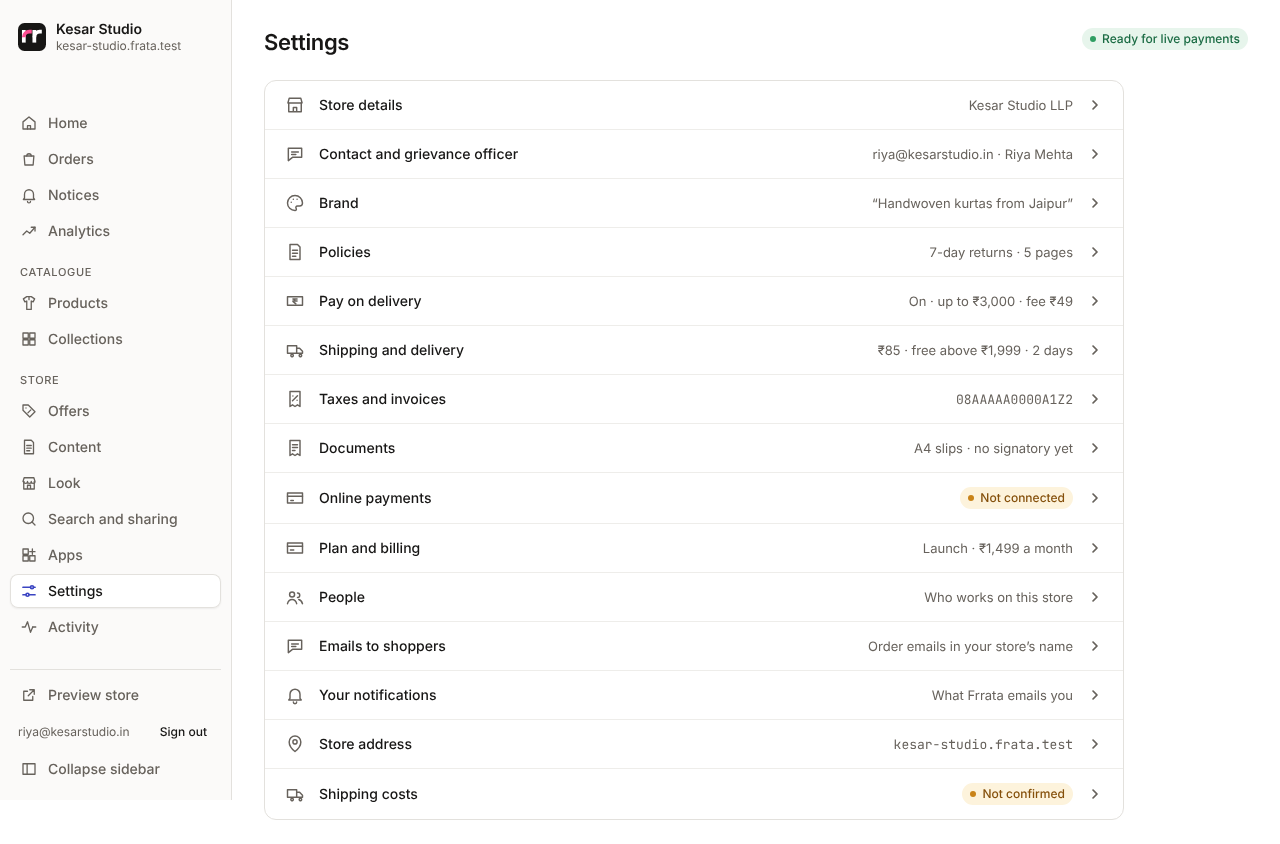 Kesar Studio
kesar-studio.frata.test
Home
Orders
Notices
Analytics
CATALOGUE
Products
Collections
STORE
Offers
Content
Look
Search and sharing
Apps
Settings
Activity
Preview store
riya@kesarstudio.in Sign out
Collapse sidebar
Settings
Ready for live payments
Store details Kesar Studio LLP
Contact and grievance officer riya@kesarstudio.in · Riya Mehta
Brand “Handwoven kurtas from Jaipur”
Policies 7-day returns · 5 pages
Pay on delivery On · up to ₹3,000 · fee ₹49
Shipping and delivery ₹85 · free above ₹1,999 · 2 days
Taxes and invoices 08AAAAA0000A1Z2
Documents A4 slips · no signatory yet
Online payments Not connected
Plan and billing Launch · ₹1,499 a month
People Who works on this store
Emails to shoppers Order emails in your store’s name
Your notifications What Frrata emails you
Store address kesar-studio.frata.test
Shipping costs Not confirmed